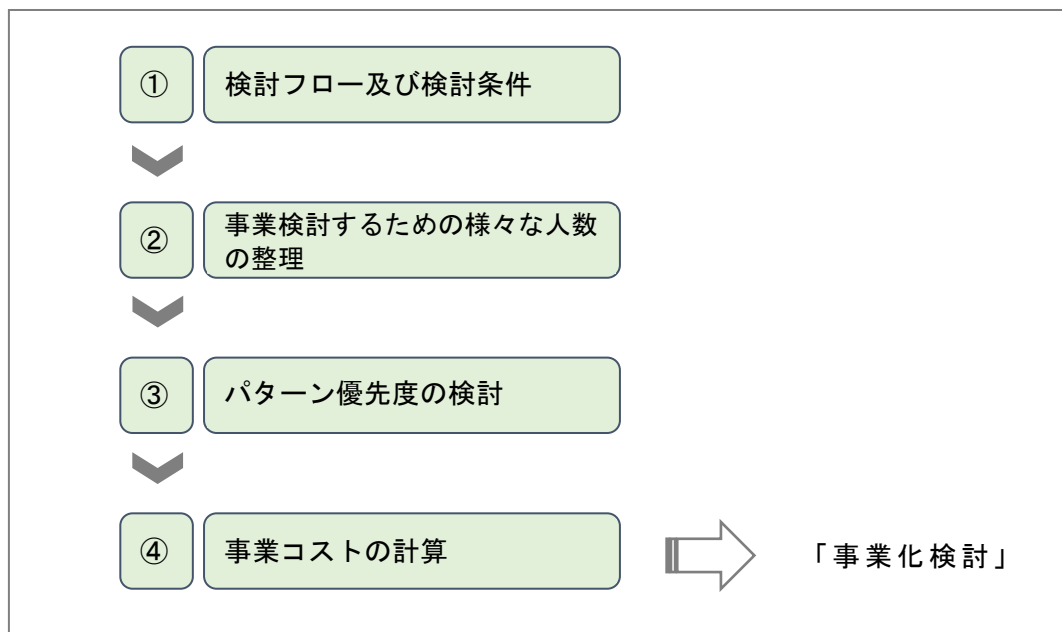 ①
検討フロー及び検討条件
②
事業検討するための様々な人数
の整理
③
パターン優先度の検討
④
事業コストの計算
「事業化検討」